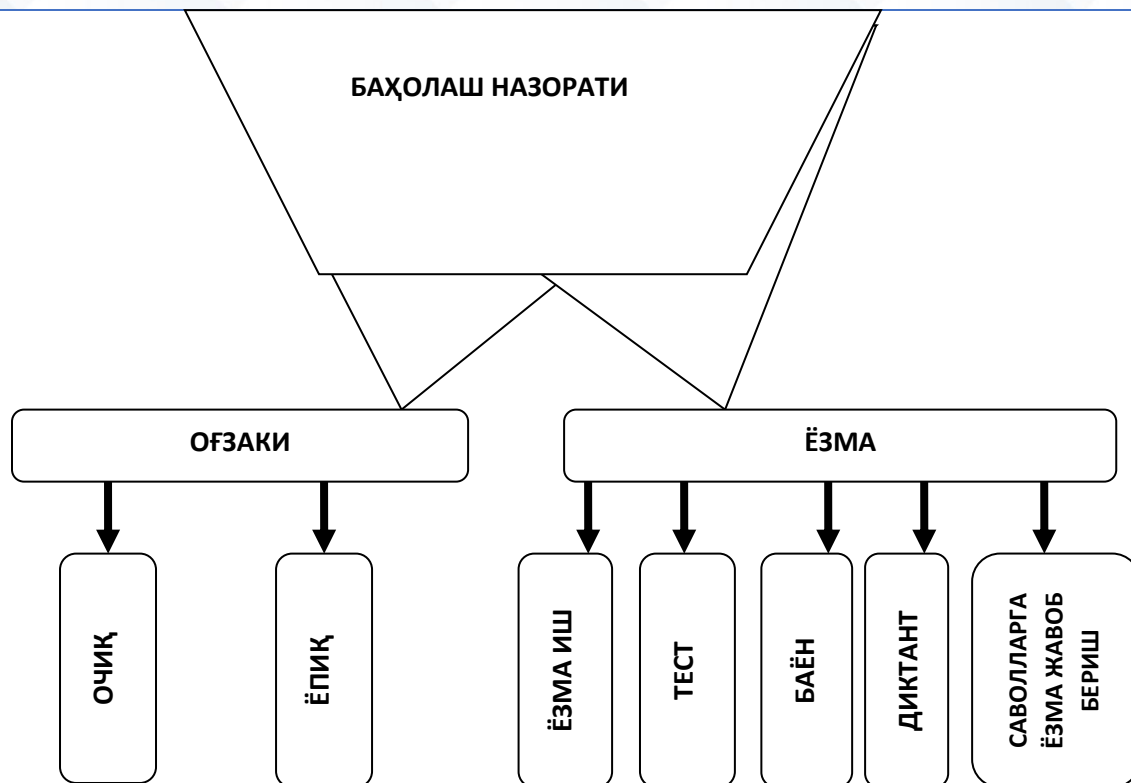 БАҲОЛАШ НАЗОРАТИ
ОҒЗАКИ
ЁЗМА
ОЧИҚ
ЁПИҚ
ЁЗМА ИШ
ТЕСТ
БАЁН
ДИКТАНТ
САВОЛЛАРГА
ЁЗМА ЖАВОБ
БЕРИШ